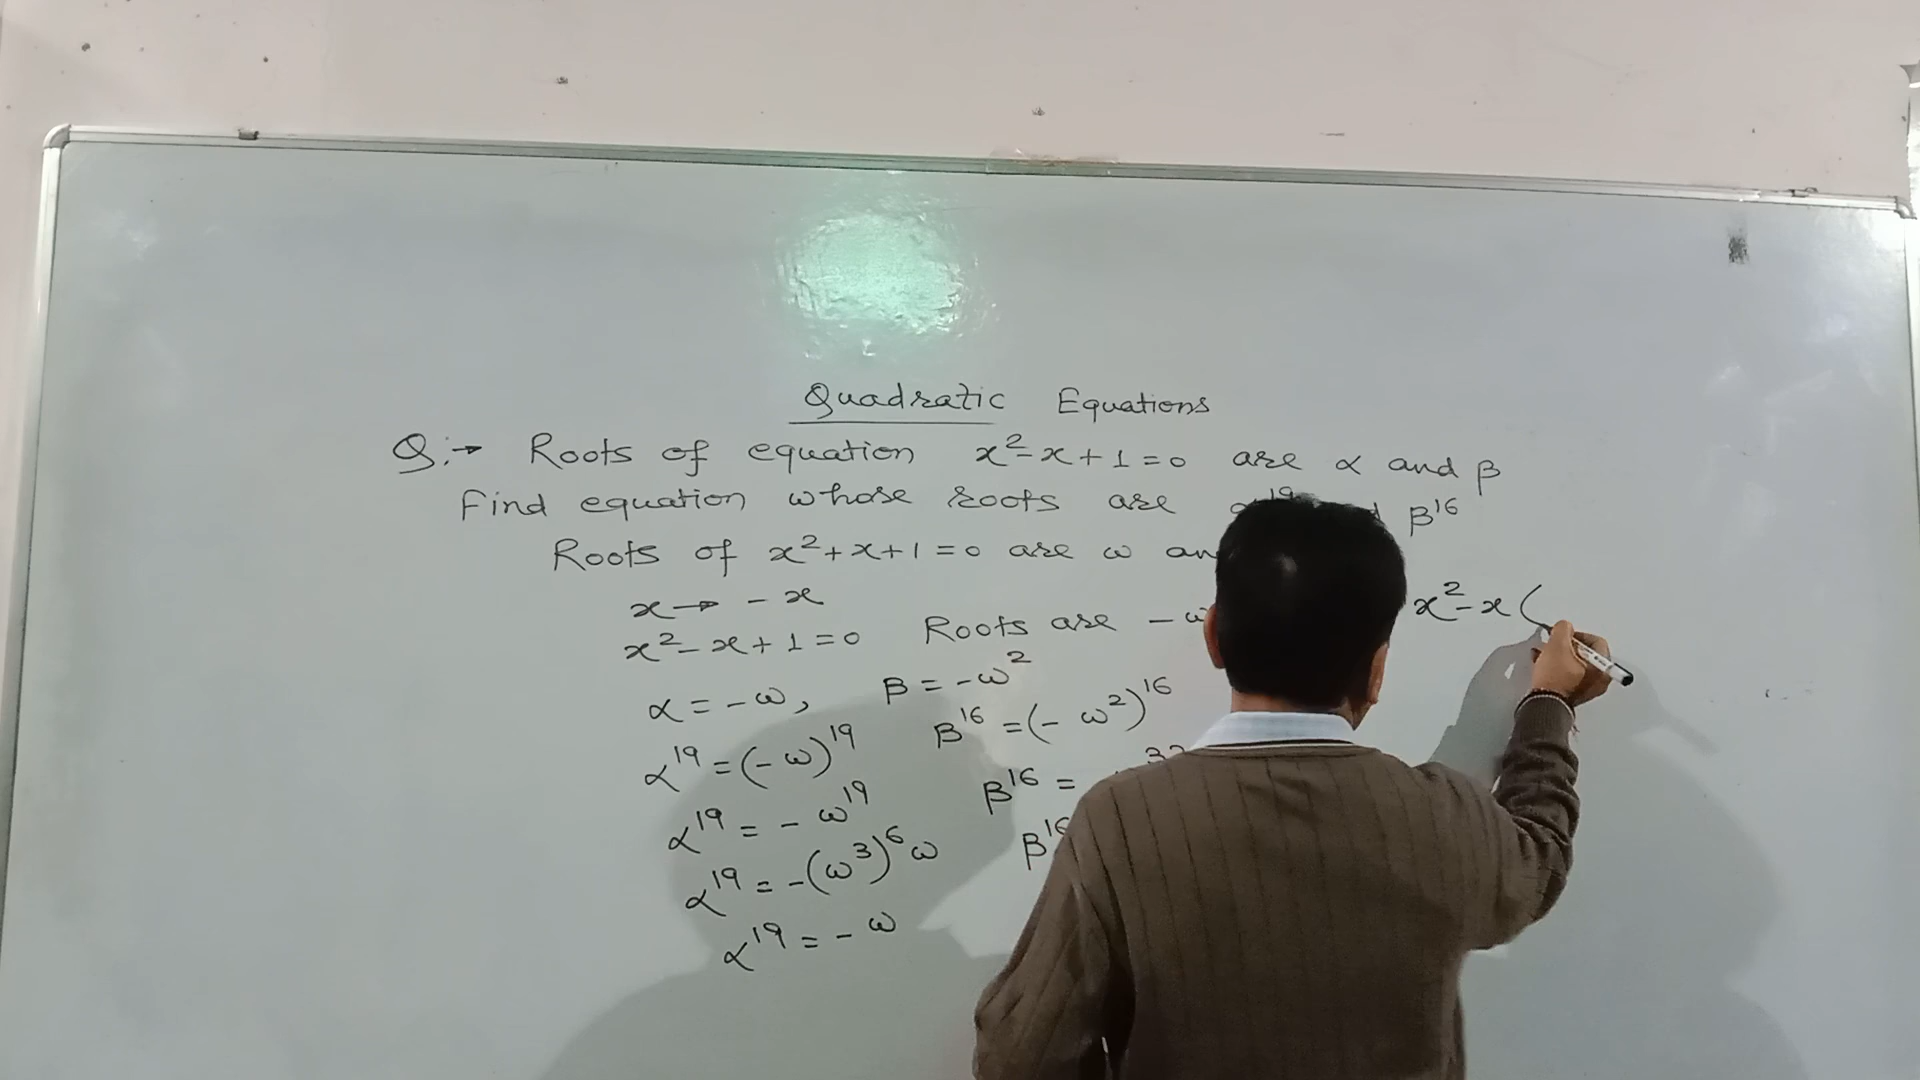 Quadratic Equations
Q:→ Roots of equation x²-x+1=0 are α and β
Find equation whose roots are β¹⁶
Roots of x²+x+1=0 are ω
x→ -x
x²-x+1=0 Roots are -ω x²-x(
α=-ω, β=-ω²
α¹⁹=(-ω)¹⁹ β¹⁶=(-ω²)¹⁶
α¹⁹=-ω¹⁹ β¹⁶=
α¹⁹=-(ω³)⁶ω
α¹⁹=-ω